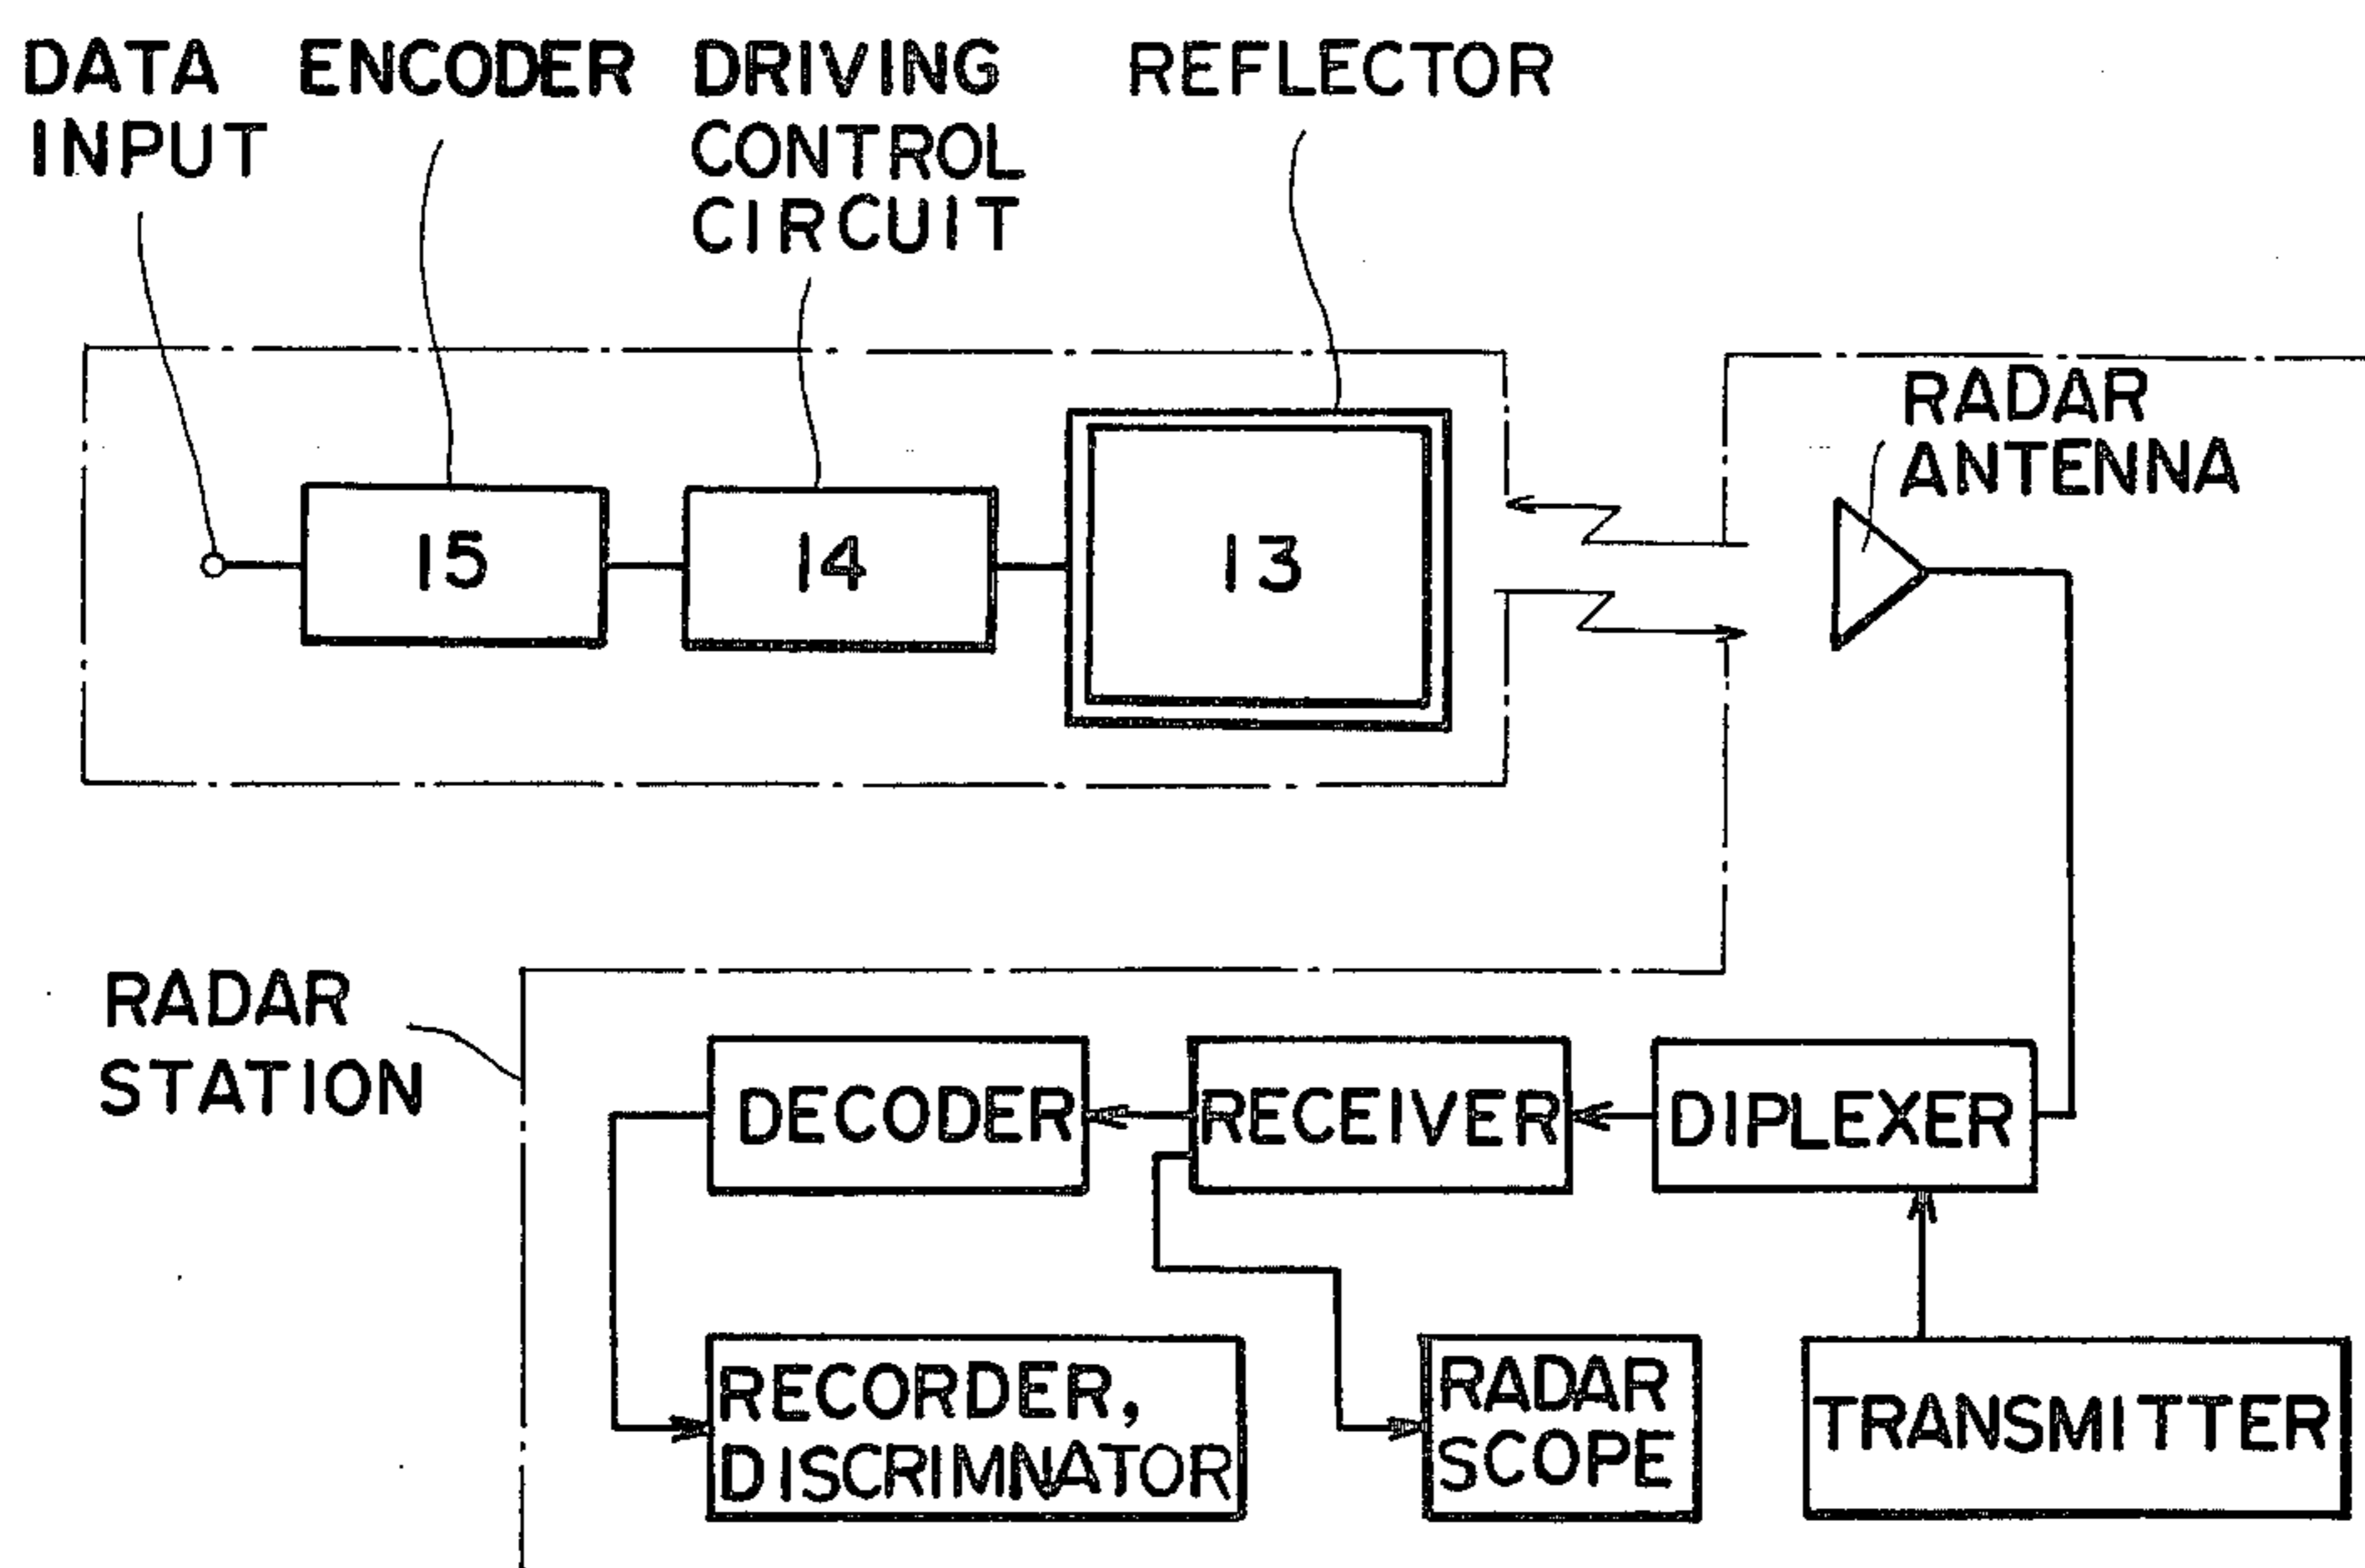 DATA INPUT
ENCODER
DRIVING
CONTROL
CIRCUIT
REFLECTOR
15
14
13
RADAR
ANTENNA
RADAR
STATION
DECODER
RECEIVER
DIPLEXER
RECORDER,
DISCRIMNATOR
RADAR
SCOPE
TRANSMITTER